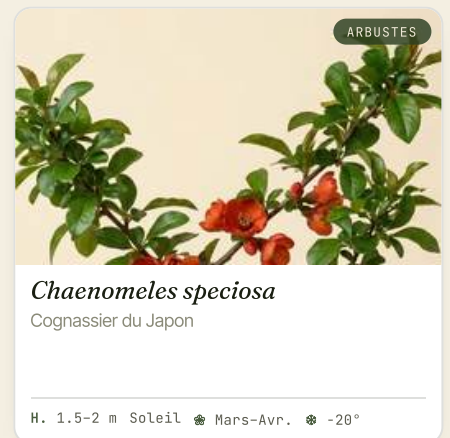 ARBUSTES
Chaenomeles speciosa
Cognassier du Japon
H. 1.5–2 m Soleil ❀ Mars–Avr. ❄ -20°